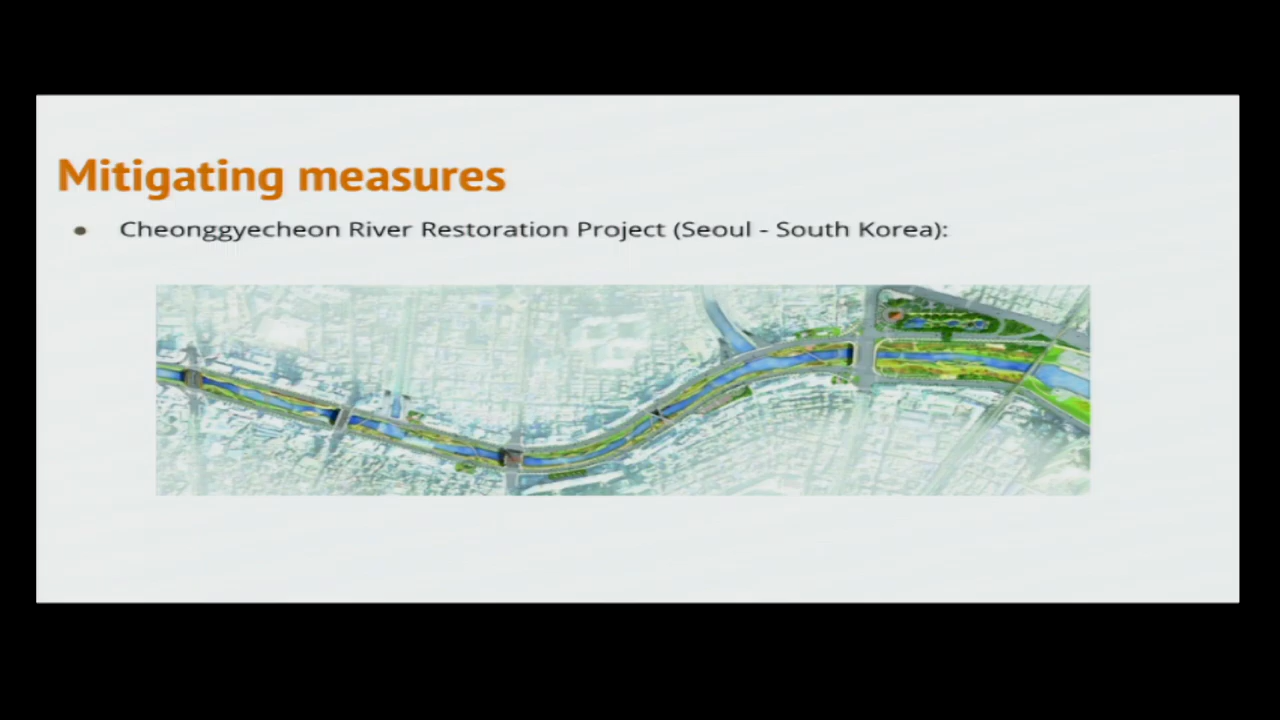 Mitigating measures
● Cheonggyecheon River Restoration Project (Seoul - South Korea):